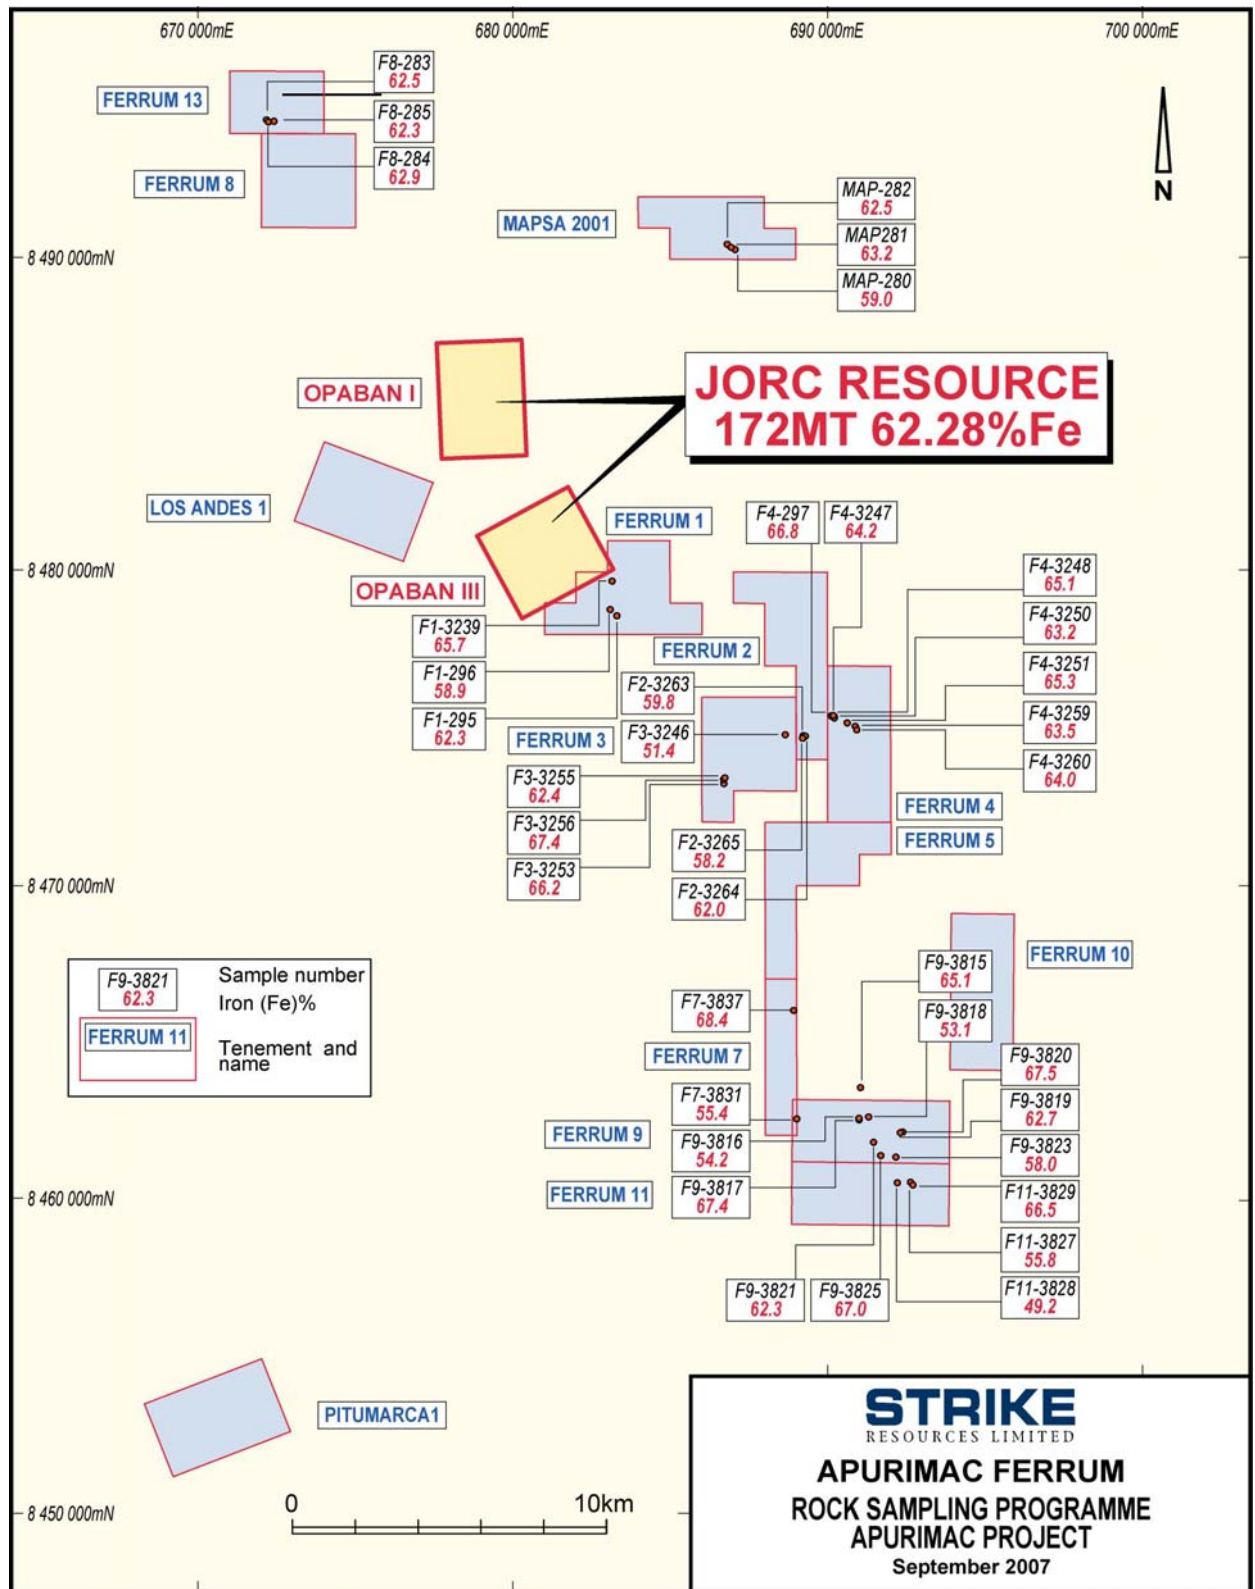 670 000mE
680 000mE
690 000mE
700 000mE
F8-283
62.5
FERRUM 13
F8-285
62.3
F8-284
62.9
FERRUM 8
N
MAP-282
62.5
MAPSA 2001
MAP281
63.2
8 490 000mN
MAP-280
59.0
OPABAN I
JORC RESOURCE
172MT 62.28%Fe
LOS ANDES 1
FERRUM 1
F4-297
66.8
F4-3247
64.2
8 480 000mN
F4-3248
65.1
OPABAN III
F4-3250
63.2
F1-3239
65.7
FERRUM 2
F4-3251
65.3
F1-296
58.9
F2-3263
59.8
F1-295
62.3
FERRUM 3
F3-3246
51.4
F4-3259
63.5
F4-3260
64.0
F3-3255
62.4
FERRUM 4
F3-3256
67.4
FERRUM 5
F2-3265
58.2
F3-3253
66.2
8 470 000mN
F2-3264
62.0
F9-3821
62.3
Sample number
Iron (Fe)%
FERRUM 11
Tenement and
name
F9-3815
65.1
FERRUM 10
F7-3837
68.4
F9-3818
53.1
FERRUM 7
F9-3820
67.5
F7-3831
55.4
F9-3819
62.7
FERRUM 9
F9-3816
54.2
F9-3823
58.0
FERRUM 11
F9-3817
67.4
F11-3829
66.5
8 460 000mN
F11-3827
55.8
F9-3821
62.3
F9-3825
67.0
F11-3828
49.2
PITUMARCA1
0
10km
8 450 000mN
STRIKE
RESOURCES LIMITED
APURIMAC FERRUM
ROCK SAMPLING PROGRAMME
APURIMAC PROJECT
September 2007